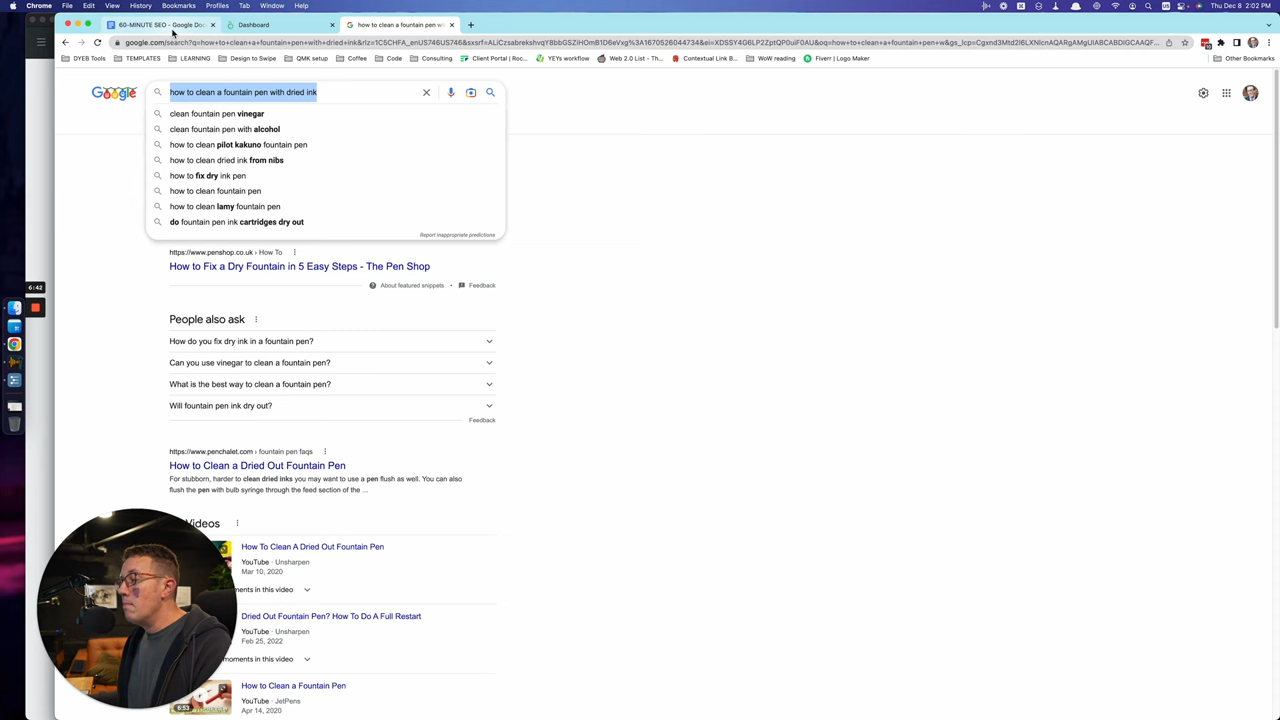 Chrome File Edit View History Bookmarks Profiles Tab Window Help
Thu Dec 8 2:02 PM
60-MINUTE SEO - Google Doc
Dashboard
how to clean a fountain pen wit
DYEB Tools
TEMPLATES
LEARNING
Design to Swipe
QMK setup
Coffee
Code
Consulting
Client Portal | Roc...
YEYs workflow
Web 2.0 List - Th...
Contextual Link B...
WoW reading
Fiverr | Logo Maker
Other Bookmarks
Google
how to clean a fountain pen with dried ink
clean fountain pen vinegar
clean fountain pen with alcohol
how to clean pilot kakuno fountain pen
how to clean dried ink from nibs
how to fix dry ink pen
how to clean fountain pen
how to clean lamy fountain pen
do fountain pen ink cartridges dry out
Report inappropriate predictions
https://www.penshop.co.uk › How To
How to Fix a Dry Fountain in 5 Easy Steps - The Pen Shop
About featured snippets • Feedback
6:42
People also ask
How do you fix dry ink in a fountain pen?
Can you use vinegar to clean a fountain pen?
What is the best way to clean a fountain pen?
Will fountain pen ink dry out?
Feedback
https://www.penchalet.com › fountain pen faqs
How to Clean a Dried Out Fountain Pen
For stubborn, harder to clean dried inks you may want to use a pen flush as well. You can also
flush the pen with bulb syringe through the feed section of the ...
Videos
How To Clean A Dried Out Fountain Pen
YouTube · Unsharpen
Mar 10, 2020
moments in this video
Dried Out Fountain Pen? How To Do A Full Restart
YouTube · Unsharpen
Feb 25, 2022
moments in this video
How to Clean a Fountain Pen
YouTube · JetPens
Apr 14, 2020
6:53